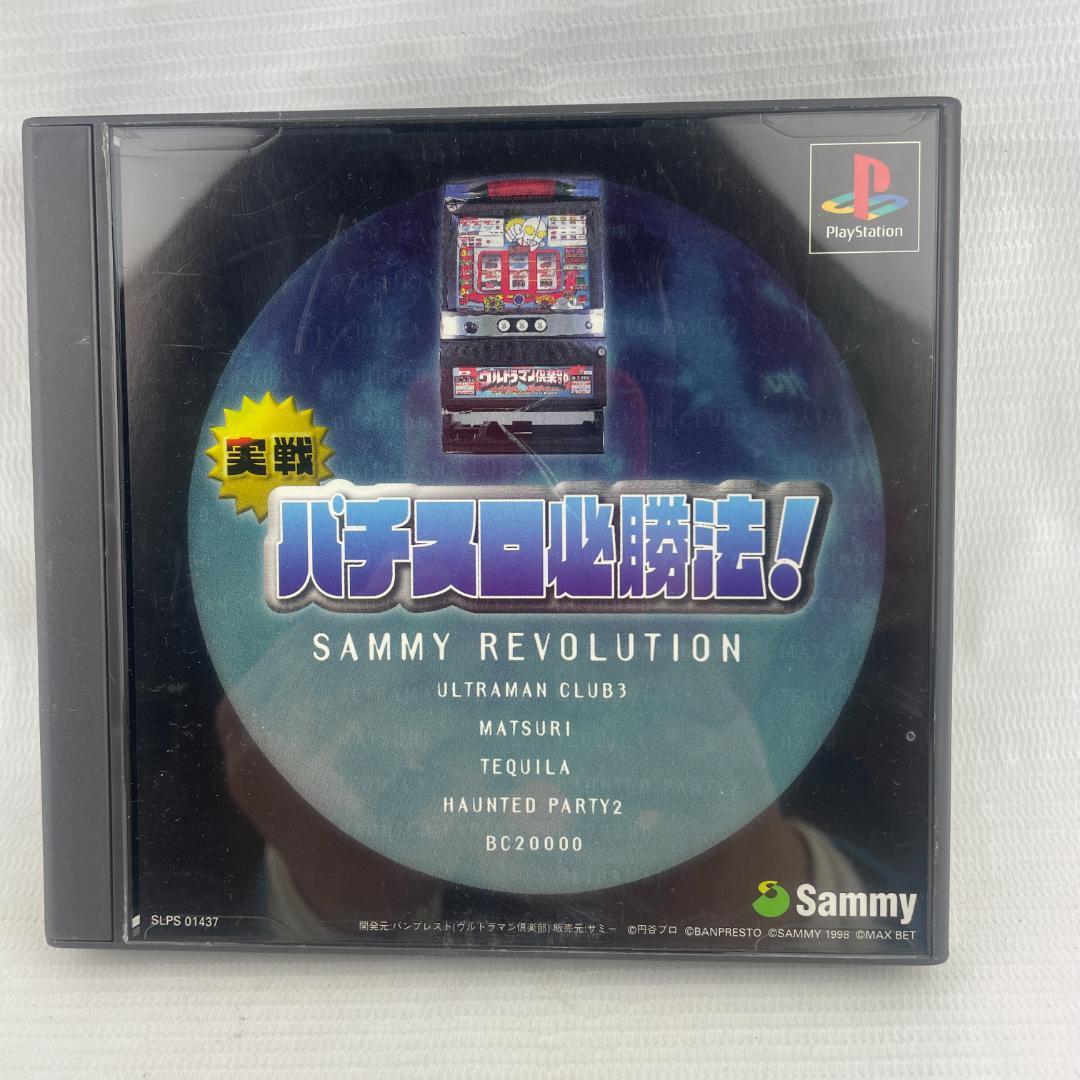 PlayStation
ウルトラマン倶楽部
実戦
パチスロ必勝法!
SAMMY REVOLUTION
ULTRAMAN CLUB3
MATSURI
TEQUILA
HAUNTED PARTY2
BC20000
Sammy
SLPS 01437
開発元:バンプレスト(ウルトラマン倶楽部) 販売元:サミー ©円谷プロ ©BANPRESTO ©SAMMY 1998 ©MAX BET